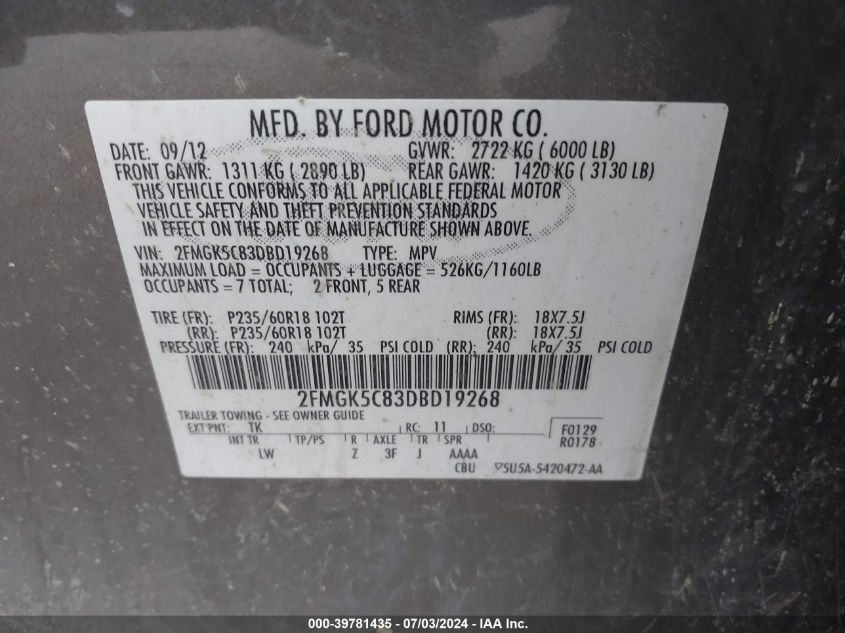 MFD. BY FORD MOTOR CO.
DATE: 09/12 GVWR: 2722 KG ( 6000 LB)
FRONT GAWR: 1311 KG ( 2890 LB) REAR GAWR: 1420 KG ( 3130 LB)
THIS VEHICLE CONFORMS TO ALL APPLICABLE FEDERAL MOTOR
VEHICLE SAFETY AND THEFT PREVENTION STANDARDS
IN EFFECT ON THE DATE OF MANUFACTURE SHOWN ABOVE.
VIN: 2FMGK5C83DBD19268 TYPE: MPV
MAXIMUM LOAD = OCCUPANTS + LUGGAGE = 526KG/1160LB
OCCUPANTS = 7 TOTAL; 2 FRONT, 5 REAR
TIRE (FR): P235/60R18 102T RIMS (FR): 18X7.5J
(RR): P235/60R18 102T (RR): 18X7.5J
PRESSURE (FR): 240 kPa/ 35 PSI COLD (RR): 240 kPa/ 35 PSI COLD
2FMGK5C83DBD19268
TRAILER TOWING - SEE OWNER GUIDE
EXT PNT: TK RC: 11 DSO: F0129
INT TR TP/PS R AXLE TR SPR R0178
LW Z 3F J AAAA
CBU 5U5A-5420472-AA
000-39781435 - 07/03/2024 - IAA Inc.